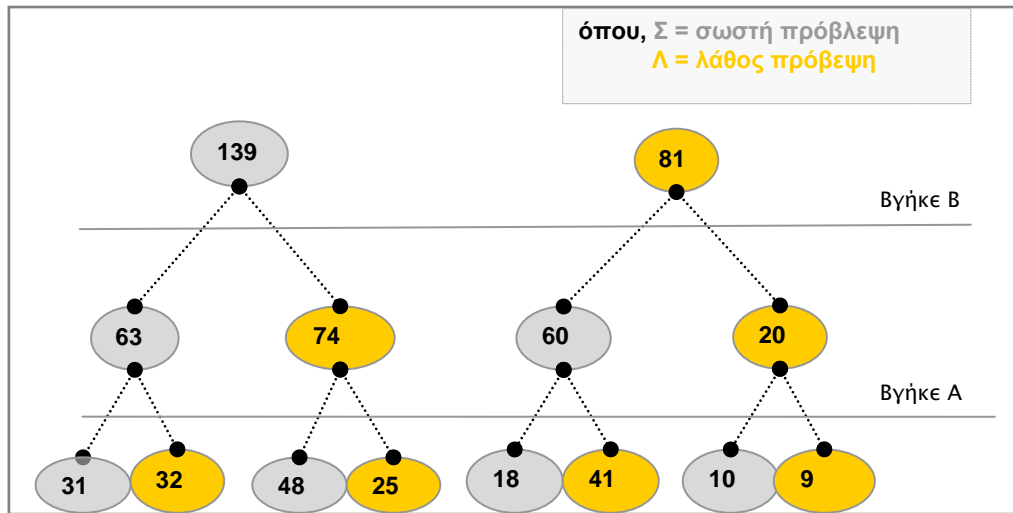 όπου, Σ = σωστή πρόβλεψη
Λ = λάθος πρόβεψη
139 81
Βγήκε Β
63 74 60 20
Βγήκε Α
31 32 48 25 18 41 10 9